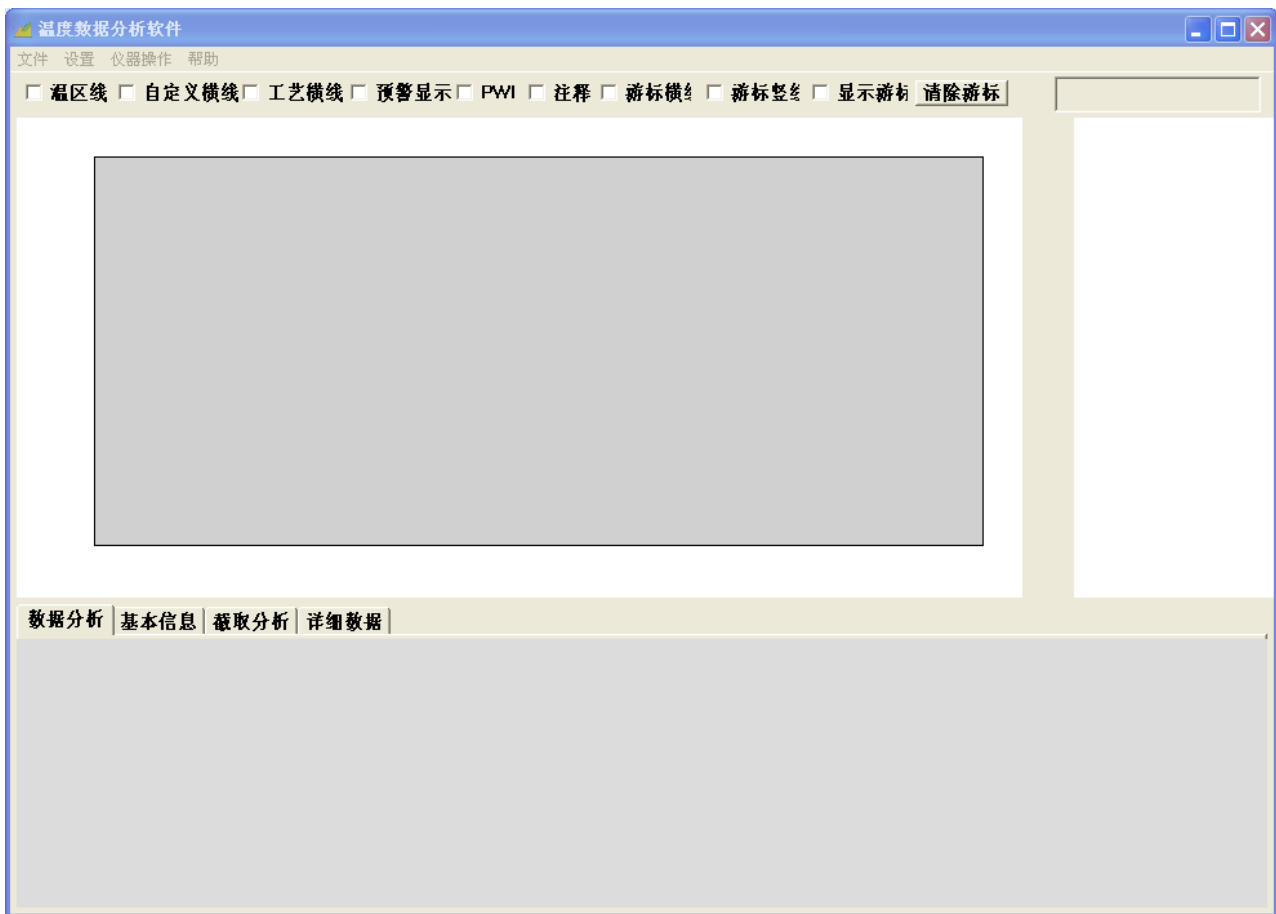 温度数据分析软件
文件 设置 仪器操作 帮助
温区线 自定义横线 工艺横线 预警显示 PWI 注释 游标横 游标竖 显示游标 清除游标
数据分析 基本信息 截取分析 详细数据